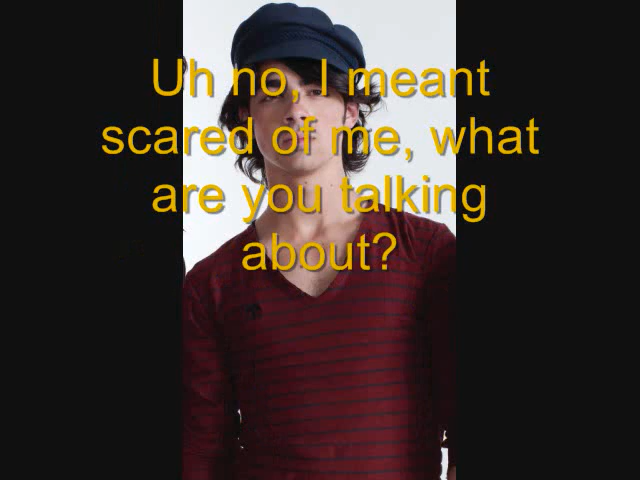 Uh no, I meant
scared of me, what
are you talking
about?